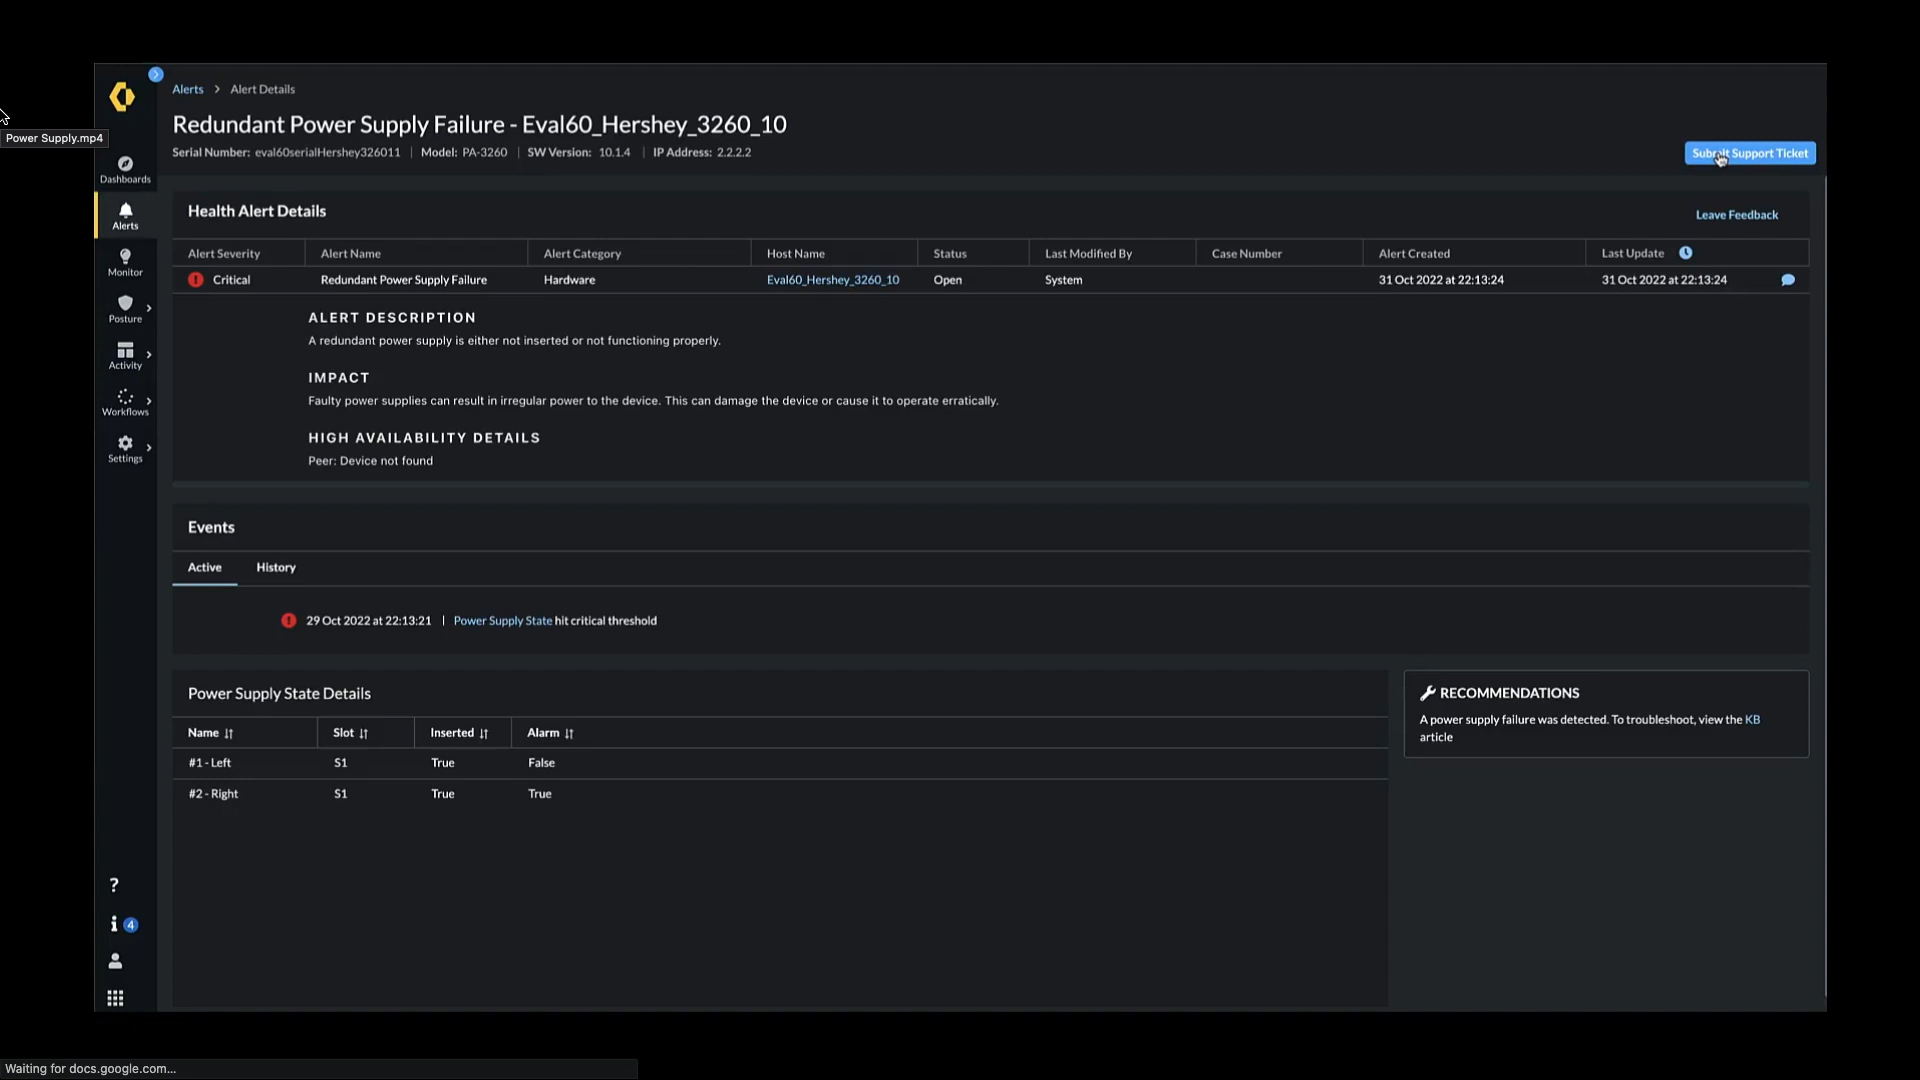 Alerts > Alert Details
Redundant Power Supply Failure - Eval60_Hershey_3260_10
Serial Number: eval60serialHershey326011 | Model: PA-3260 | SW Version: 10.1.4 | IP Address: 2.2.2.2
Power Supply.mp4
Submit Support Ticket
Dashboards
Alerts
Monitor
Posture
Activity
Workflows
Settings
?
i 4
Health Alert Details
Leave Feedback
Alert Severity Alert Name Alert Category Host Name Status Last Modified By Case Number Alert Created Last Update
Critical Redundant Power Supply Failure Hardware Eval60_Hershey_3260_10 Open System 31 Oct 2022 at 22:13:24 31 Oct 2022 at 22:13:24
ALERT DESCRIPTION
A redundant power supply is either not inserted or not functioning properly.
IMPACT
Faulty power supplies can result in irregular power to the device. This can damage the device or cause it to operate erratically.
HIGH AVAILABILITY DETAILS
Peer: Device not found
Events
Active History
29 Oct 2022 at 22:13:21 | Power Supply State hit critical threshold
Power Supply State Details
Name Slot Inserted Alarm
#1 - Left S1 True False
#2 - Right S1 True True
RECOMMENDATIONS
A power supply failure was detected. To troubleshoot, view the KB
article
Waiting for docs.google.com...